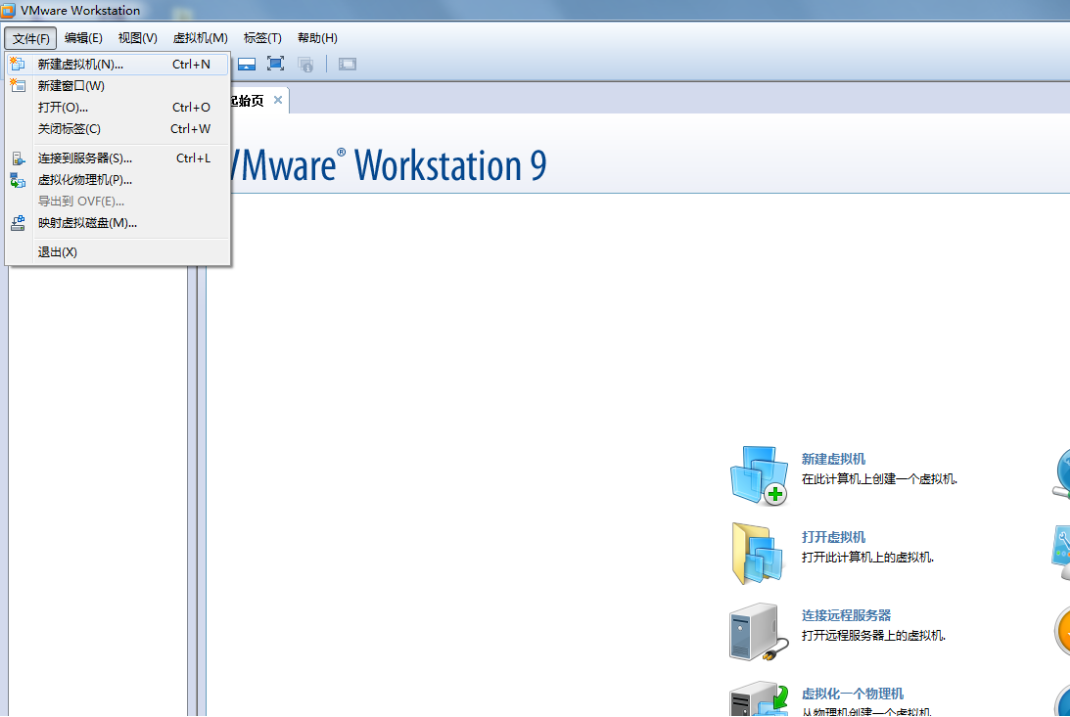 VMware Workstation
文件(F) 编辑(E) 视图(V) 虚拟机(M) 标签(T) 帮助(H)
新建虚拟机(N)... Ctrl+N
新建窗口(W)
打开(O)... Ctrl+O
关闭标签(C) Ctrl+W
连接到服务器(S)... Ctrl+L
虚拟化物理机(P)...
导出到 OVF(E)...
映射虚拟磁盘(M)...
退出(X)
起始页
VMware® Workstation 9
新建虚拟机
在此计算机上创建一个虚拟机.
打开虚拟机
打开此计算机上的虚拟机.
连接远程服务器
打开远程服务器上的虚拟机.
虚拟化一个物理机
从物理机创建一个虚拟机.